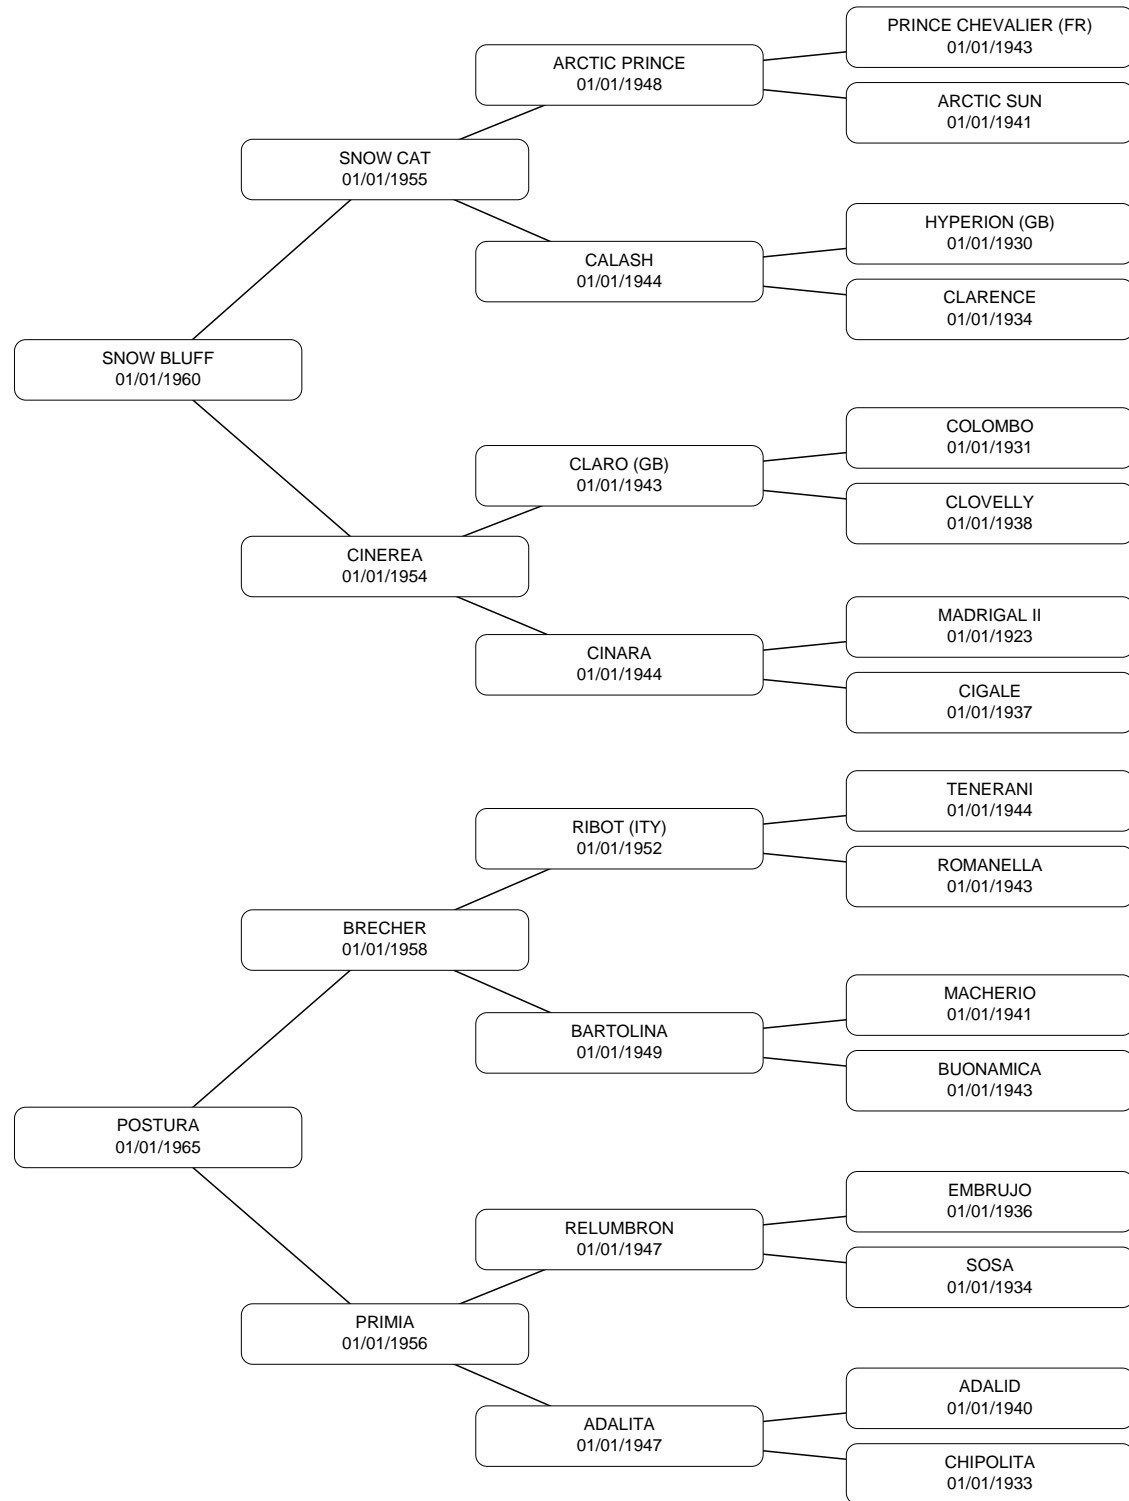 PRINCE CHEVALIER (FR)
01/01/1943
ARCTIC PRINCE
01/01/1948
ARCTIC SUN
01/01/1941
SNOW CAT
01/01/1955
HYPERION (GB)
01/01/1930
CALASH
01/01/1944
CLARENCE
01/01/1934
SNOW BLUFF
01/01/1960
COLOMBO
01/01/1931
CLARO (GB)
01/01/1943
CLOVELLY
01/01/1938
CINEREA
01/01/1954
MADRIGAL II
01/01/1923
CINARA
01/01/1944
CIGALE
01/01/1937
TENERANI
01/01/1944
RIBOT (ITY)
01/01/1952
ROMANELLA
01/01/1943
BRECHER
01/01/1958
MACHERIO
01/01/1941
BARTOLINA
01/01/1949
BUONAMICA
01/01/1943
POSTURA
01/01/1965
EMBRUJO
01/01/1936
RELUMBRON
01/01/1947
SOSA
01/01/1934
PRIMIA
01/01/1956
ADALID
01/01/1940
ADALITA
01/01/1947
CHIPOLITA
01/01/1933